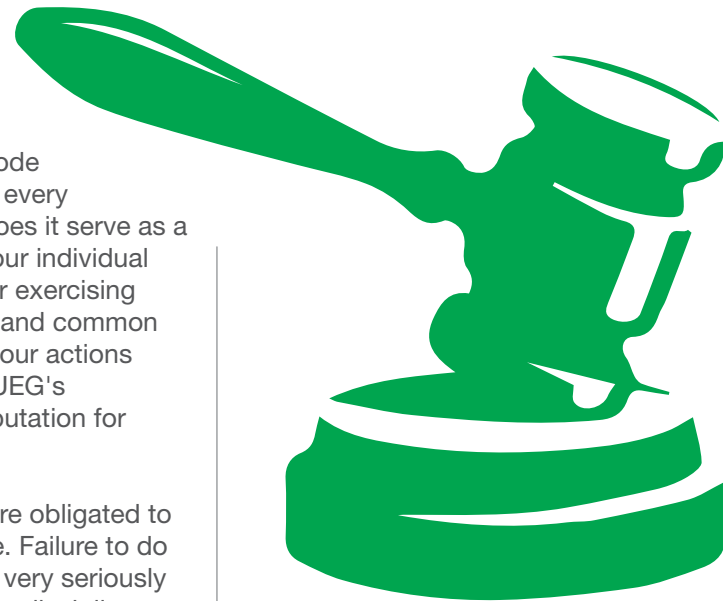 ode
every
oes it serve as a
our individual
r exercising
and common
our actions
UEG's
putation for
re obligated to
e. Failure to do
very seriously